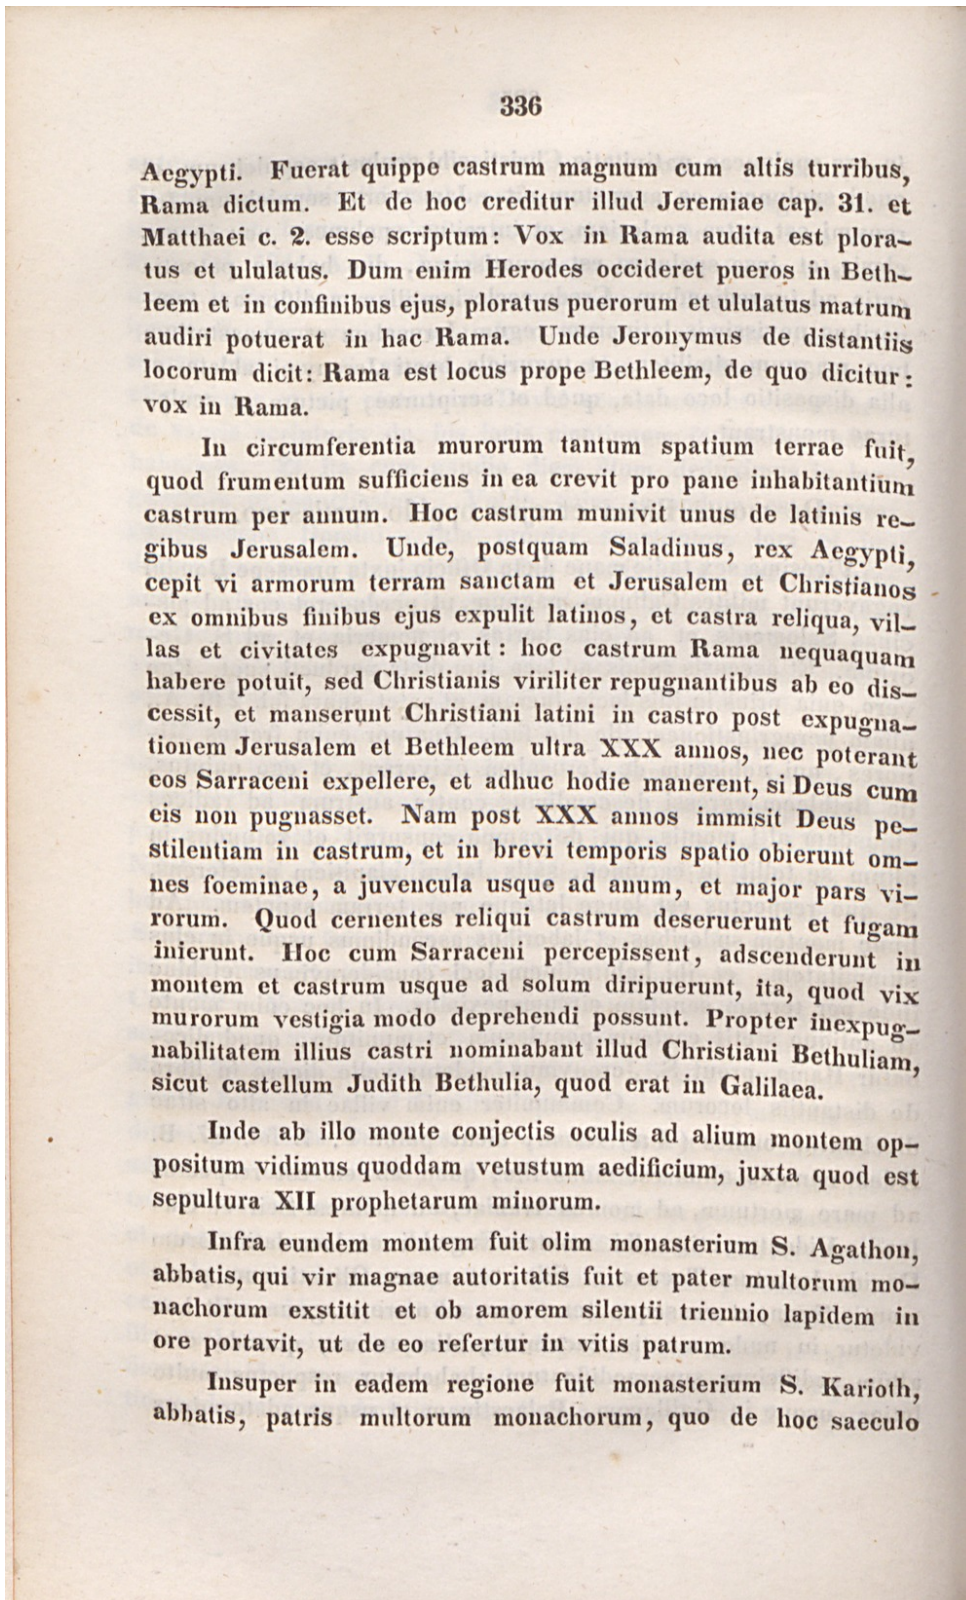 336
Aegypti. Fuerat quippe castrum magnum cum altis turribus,
Rama dictum. Et de hoc creditur illud Jeremiae cap. 31. et
Matthaei c. 2. esse scriptum: Vox in Rama audita est plora-
tus et ululatus. Dum enim Herodes occideret pueros in Beth-
leem et in confinibus ejus, ploratus puerorum et ululatus matrum
audiri potuerat in hac Rama. Unde Jeronymus de distantiis
locorum dicit: Rama est locus prope Bethleem, de quo dicitur:
vox in Rama.
In circumferentia murorum tantum spatium terrae fuit,
quod frumentum sufficiens in ea crevit pro pane inhabitantium
castrum per annum. Hoc castrum munivit unus de latinis re-
gibus Jerusalem. Unde, postquam Saladinus, rex Aegypti,
cepit vi armorum terram sanctam et Jerusalem et Christianos
ex omnibus finibus ejus expulit latinos, et castra reliqua, vil-
las et civitates expugnavit: hoc castrum Rama nequaquam
habere potuit, sed Christianis viriliter repugnantibus ab eo dis-
cessit, et manserunt Christiani latini in castro post expugna-
tionem Jerusalem et Bethleem ultra XXX annos, nec poterant
eos Sarraceni expellere, et adhuc hodie manerent, si Deus cum
eis non pugnasset. Nam post XXX annos immisit Deus pe-
stilentiam in castrum, et in brevi temporis spatio obierunt om-
nes foeminae, a juvencula usque ad anum, et major pars vi-
rorum. Quod cernentes reliqui castrum deseruerunt et fugam
inierunt. Hoc cum Sarraceni percepissent, adscenderunt in
montem et castrum usque ad solum diripuerunt, ita, quod vix
murorum vestigia modo deprehendi possunt. Propter inexpug-
nabilitatem illius castri nominabant illud Christiani Bethuliam,
sicut castellum Judith Bethulia, quod erat in Galilaea.
Inde ab illo monte conjectis oculis ad alium montem op-
positum vidimus quoddam vetustum aedificium, juxta quod est
sepultura XII prophetarum minorum.
Infra eundem montem fuit olim monasterium S. Agathon,
abbatis, qui vir magnae autoritatis fuit et pater multorum mo-
nachorum exstitit et ob amorem silentii triennio lapidem in
ore portavit, ut de eo refertur in vitis patrum.
Insuper in eadem regione fuit monasterium S. Karioth,
abbatis, patris multorum monachorum, quo de hoc saeculo